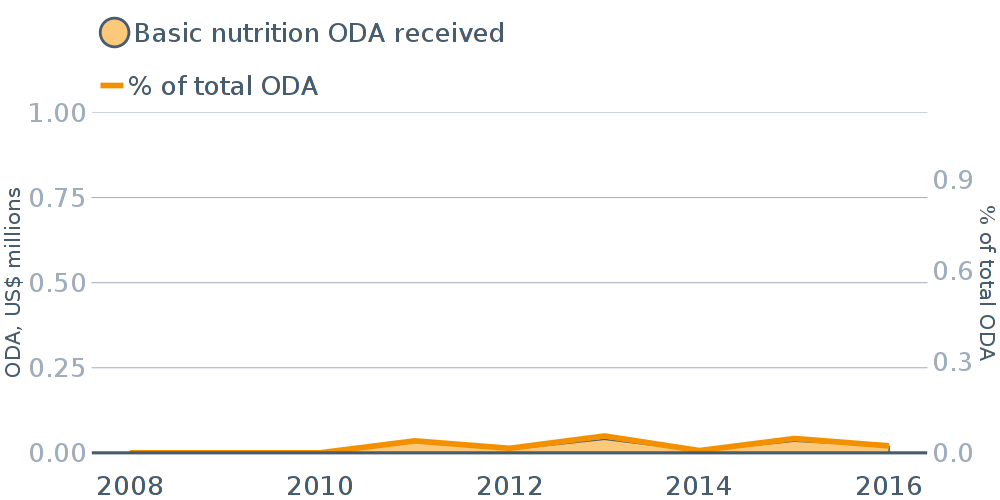 Basic nutrition ODA received
% of total ODA
1.00
0.75
0.50
0.25
0.00
ODA, US$ millions
0.9
0.6
0.3
0.0
% of total ODA
2008 2010 2012 2014 2016